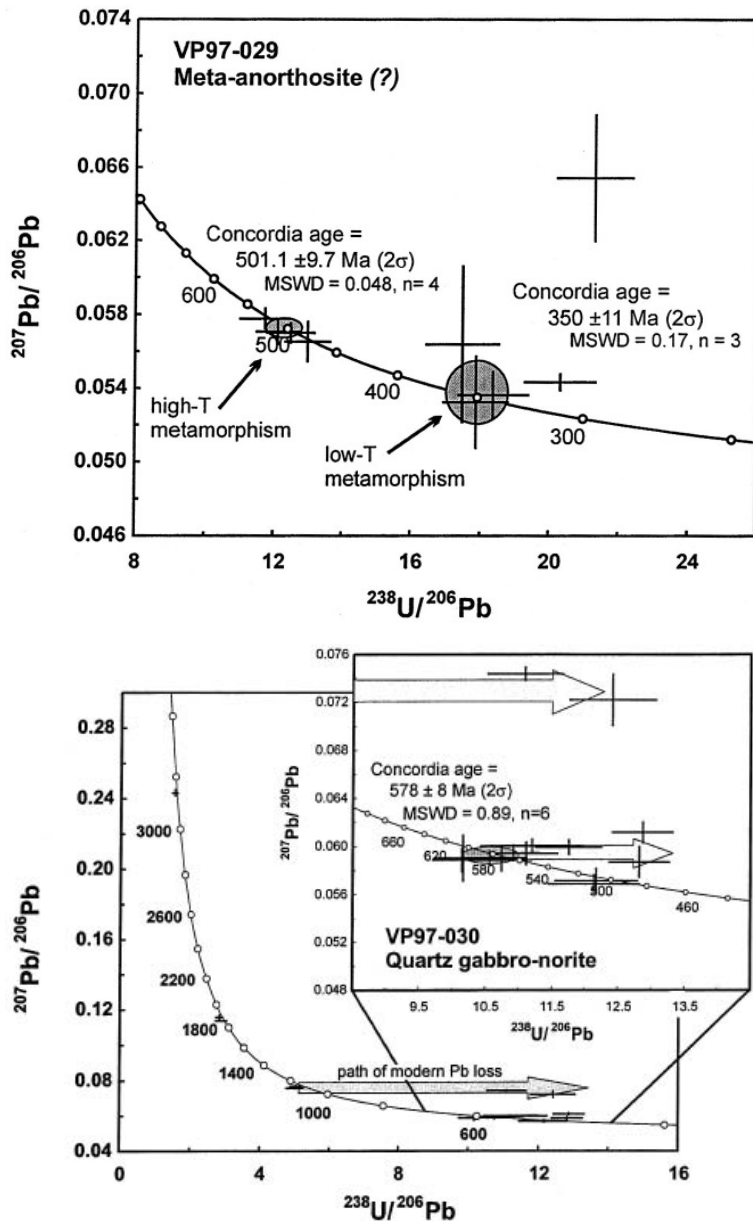 0.074
VP97-029
Meta-anorthosite (?)
0.070
0.066
0.062
0.058
0.054
0.050
0.046
207Pb/ 206Pb
Concordia age =
501.1 ±9.7 Ma (2σ)
MSWD = 0.048, n= 4
Concordia age =
350 ±11 Ma (2σ)
MSWD = 0.17, n = 3
600
500
400
300
high-T
metamorphism
low-T
metamorphism
8 12 16 20 24
238U/206Pb
0.076
0.072
0.068
0.064
0.060
0.056
0.052
0.048
207Pb/ 206Pb
Concordia age =
578 ± 8 Ma (2σ)
MSWD = 0.89, n=6
660
620
580
540
500
460
VP97-030
Quartz gabbro-norite
9.5 10.5 11.5 12.5 13.5
238U/206Pb
0.28
0.24
0.20
0.16
0.12
0.08
0.04
207Pb/ 206Pb
3000
2600
2200
1800
1400
1000
600
path of modern Pb loss
0 4 8 12 16
238U/206Pb